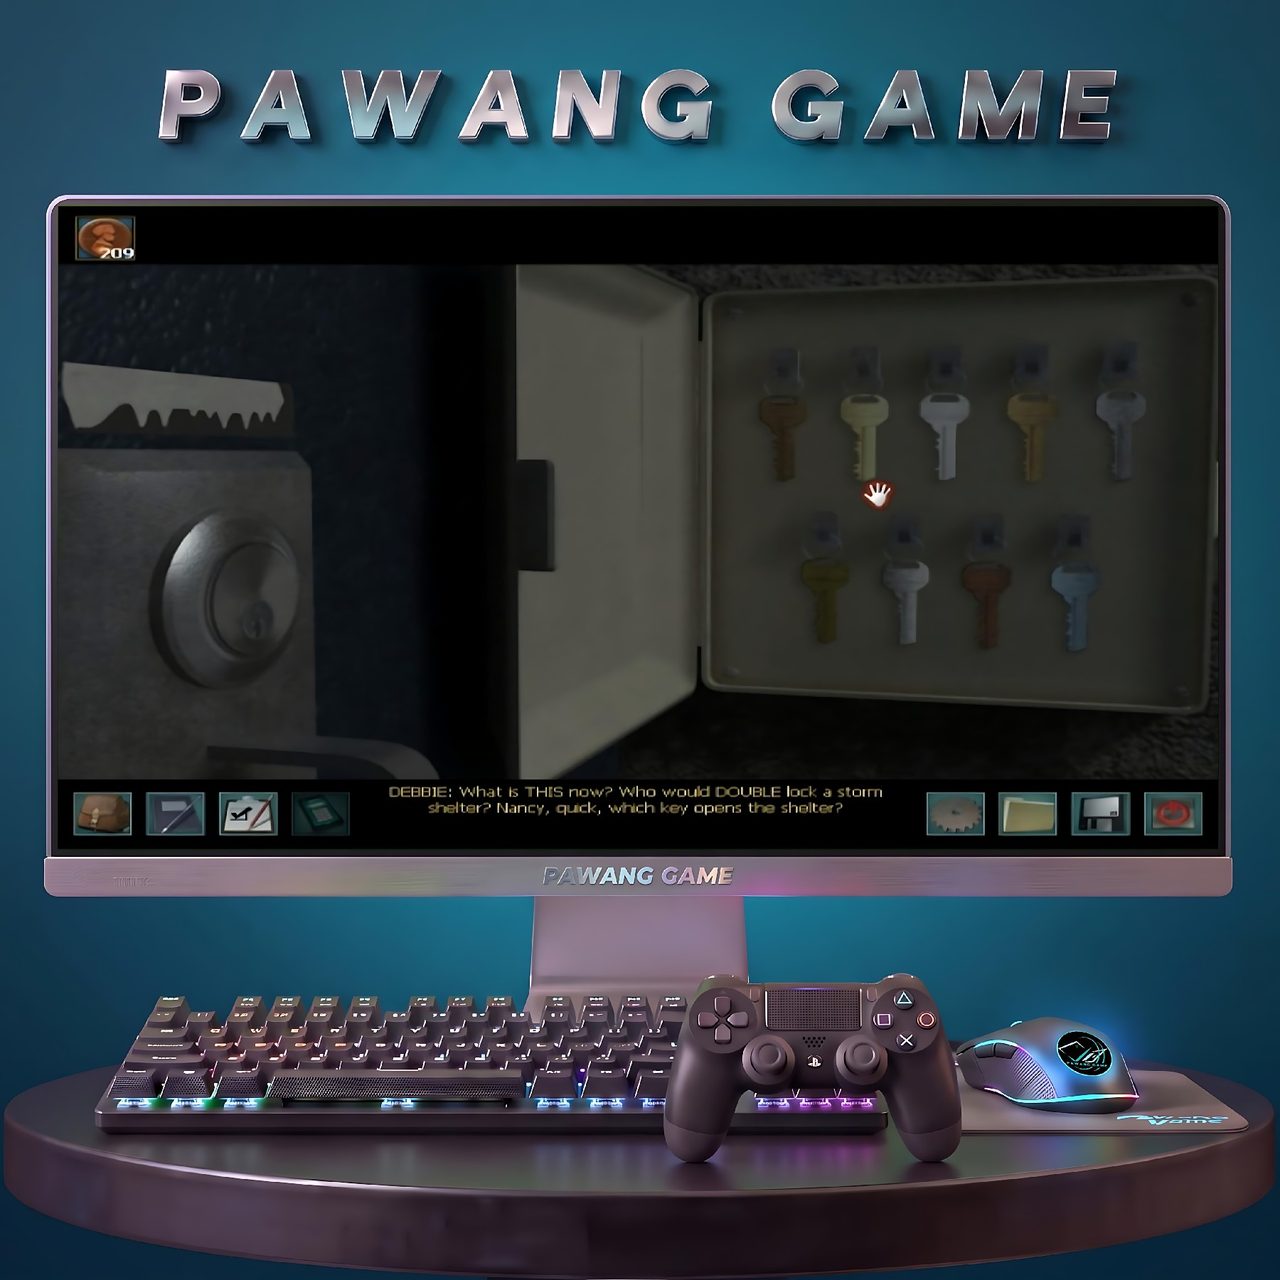 PAWANG GAME
209
DEBBIE: What is THIS now? Who would DOUBLE lock a storm
shelter? Nancy, quick, which key opens the shelter?
PAWANG GAME